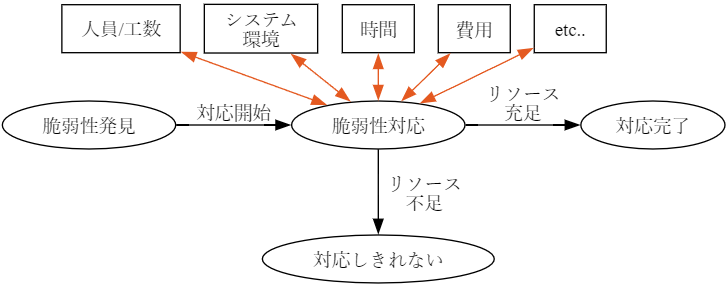 人員/工数
システム
環境
時間
費用
etc..
脆弱性発見
対応開始
脆弱性対応
リソース
充足
対応完了
リソース
不足
対応しきれない